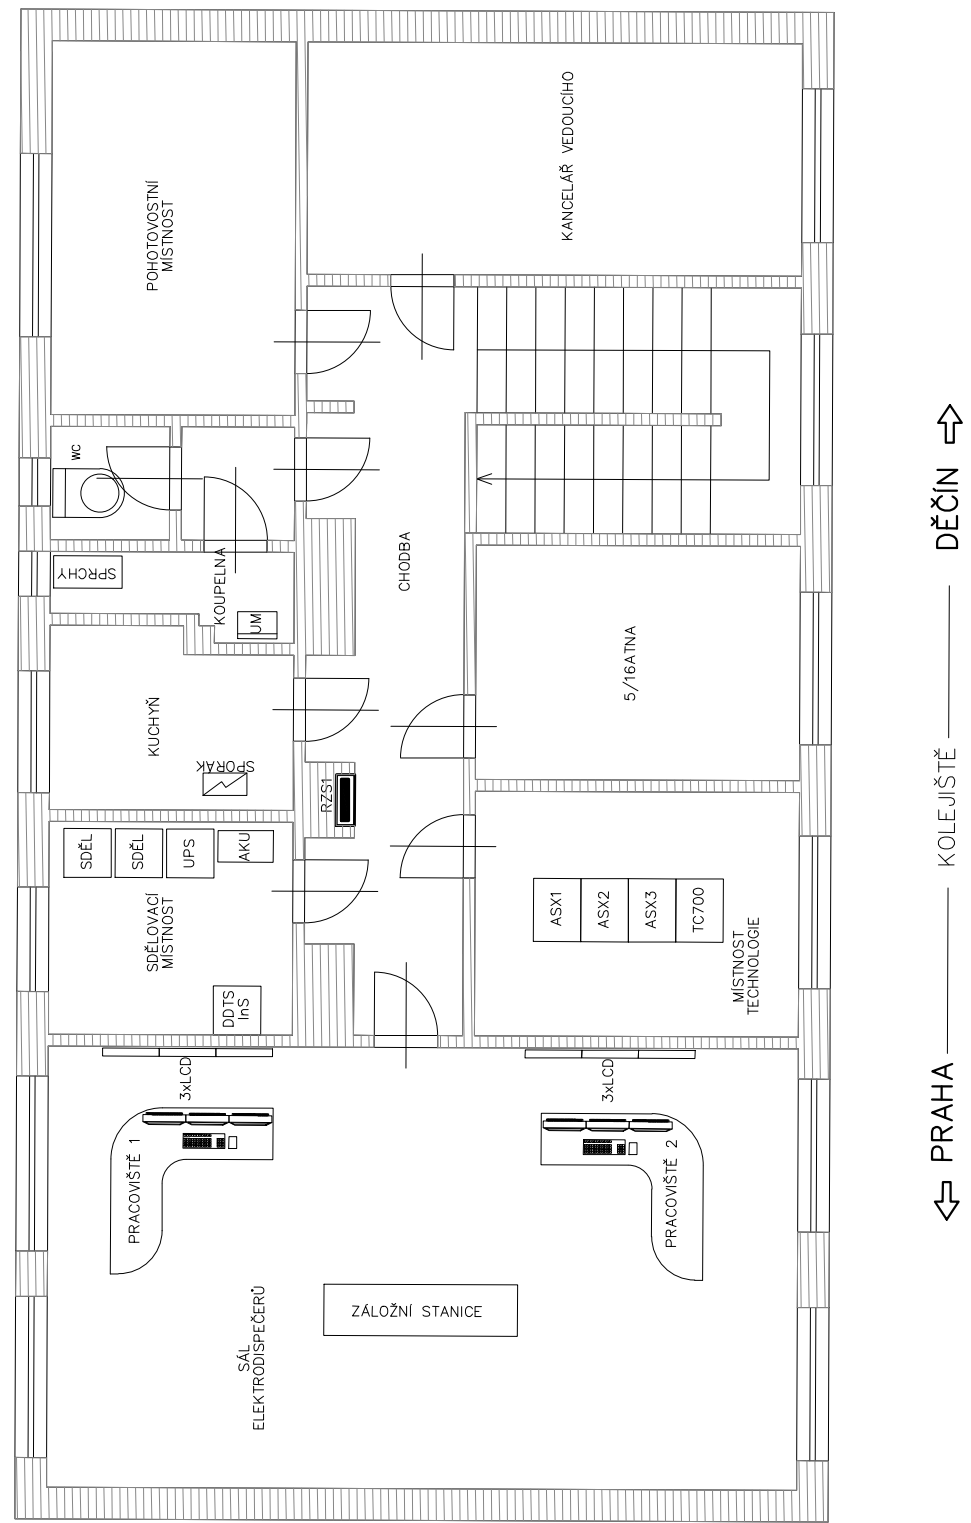 POHOTOVOSTNÍ
MÍSTNOST
KANCELÁŘ VEDOUCÍHO
WC
SPRCHY
KOUPELNA
UM
CHODBA
KUCHYŇ
SPORÁK
5/16ATNA
RZS1
SDĚL
SDĚL
UPS
AKU
SDĚLOVACÍ
MÍSTNOST
DDTS
InS
ASX1
ASX2
ASX3
TC700
MÍSTNOST
TECHNOLOGIE
3xLCD
3xLCD
PRACOVIŠTĚ 1
PRACOVIŠTĚ 2
ZÁLOŽNÍ STANICE
SÁL
ELEKTRODISPEČERŮ
PRAHA
KOLEJIŠTĚ
DĚČÍN